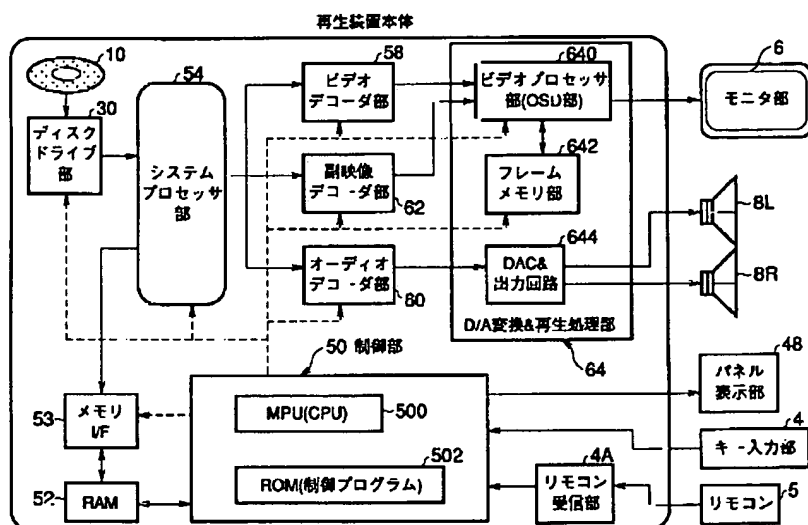 再生装置本体
10
54
58
640
6
ビデオ
デコーダ部
ビデオプロセッサ
部(OSD部)
モニタ部
30
ディスク
ドライブ
部
システム
プロセッサ
部
642
副映像
デコーダ部
62
フレーム
メモリ部
8L
644
オーディオ
デコーダ部
60
DAC&
出力回路
8R
D/A変換&再生処理部
64
50 制御部
48
パネル
表示部
53
メモリ
I/F
MPU(CPU)
500
4
キー入力部
502
ROM(制御プログラム)
4A
リモコン
受信部
52
RAM
リモコン
5